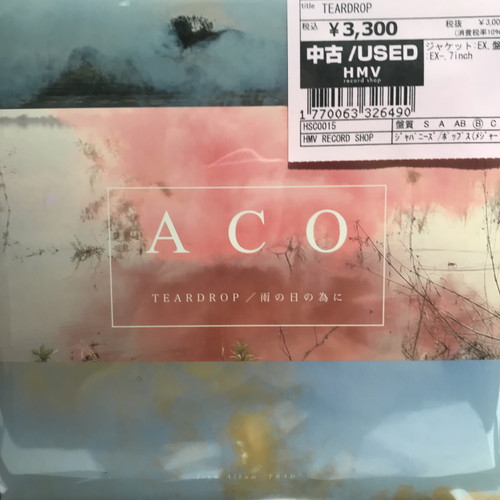 title TEARDROP
税込 ¥3,300 税抜 ¥3,00
(消費税率10%
中古/USED
HMV
record shop
ジャケット:EX,盤
:EX-.7inch
1770063326490
HSC0015 盤質 S A AB Ⓑ C
HMV RECORD SHOP ジャパニーズ/ポップス(メジャー
ACO
TEARDROP/雨の日の為に